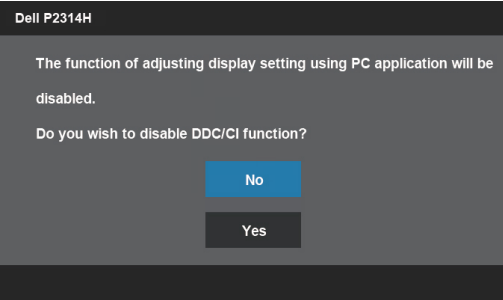 Dell P2314H
The function of adjusting display setting using PC application will be
disabled.
Do you wish to disable DDC/CI function?
No
Yes